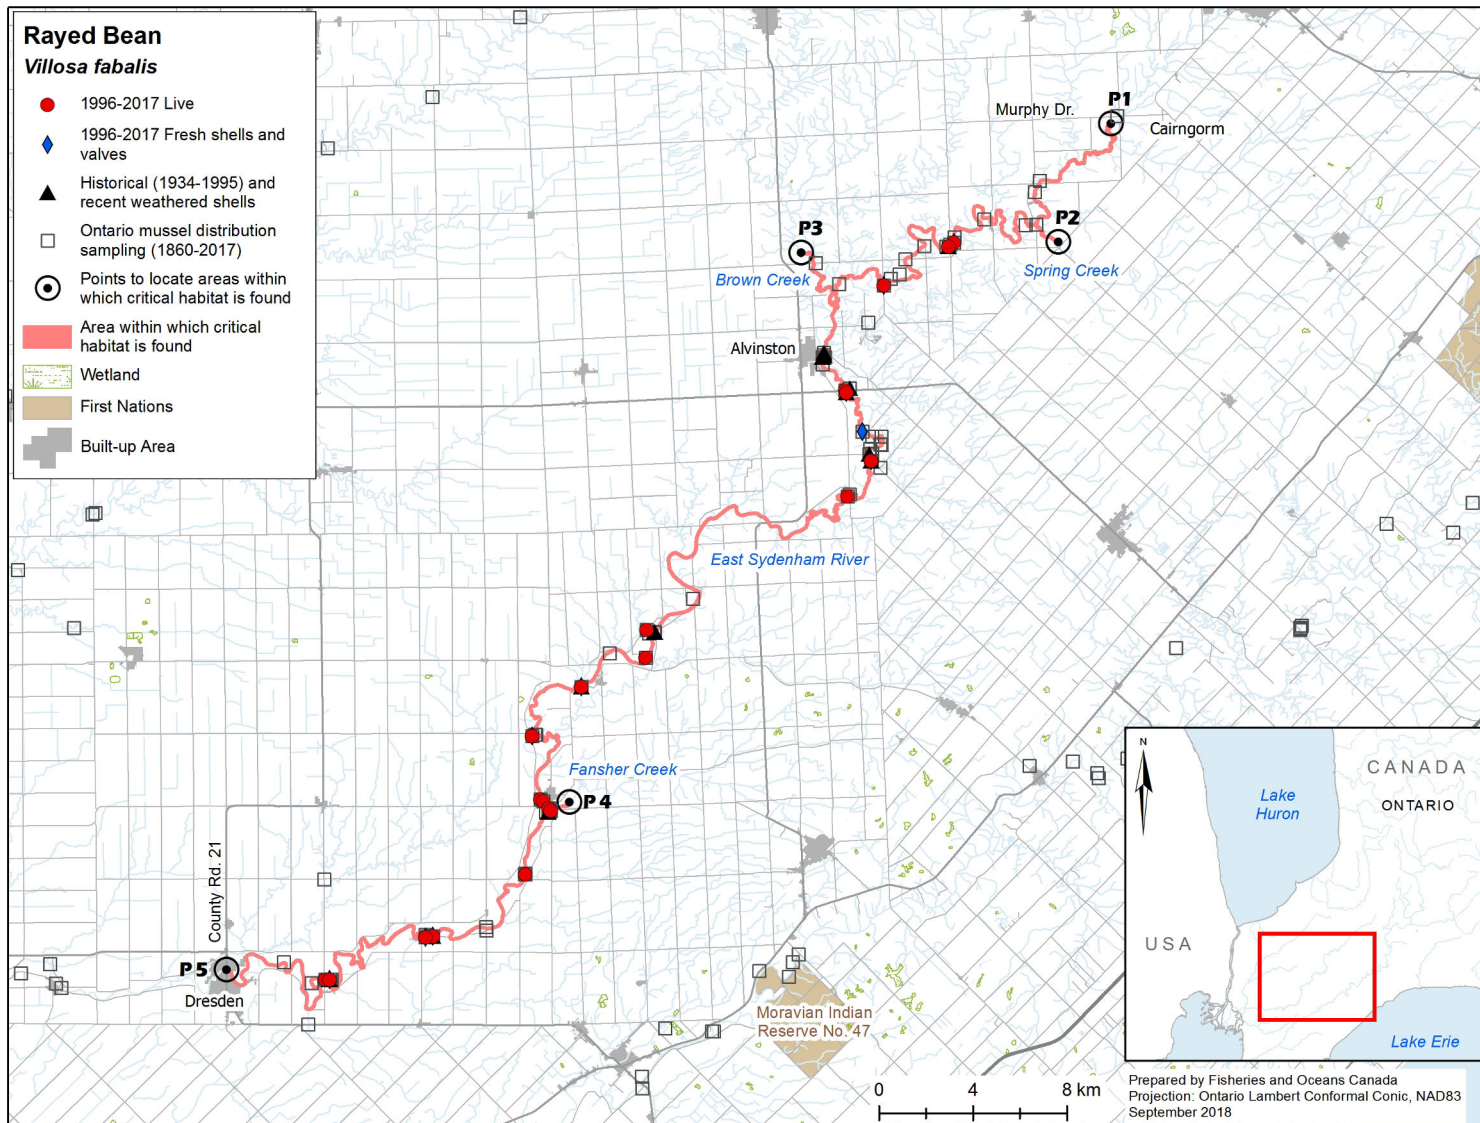 Rayed Bean
Villosa fabalis
1996-2017 Live
1996-2017 Fresh shells and
valves
Historical (1934-1995) and
recent weathered shells
Ontario mussel distribution
sampling (1860-2017)
Points to locate areas within
which critical habitat is found
Area within which critical
habitat is found
Wetland
First Nations
Built-up Area
P1
Murphy Dr.
Cairngorm
P2
P3
Spring Creek
Brown Creek
Alvinston
East Sydenham River
Fansher Creek
P4
County Rd. 21
P5
Dresden
Moravian Indian
Reserve No. 47
N
CANADA
ONTARIO
Lake
Huron
USA
Lake Erie
0 4 8 km
Prepared by Fisheries and Oceans Canada
Projection: Ontario Lambert Conformal Conic, NAD83
September 2018